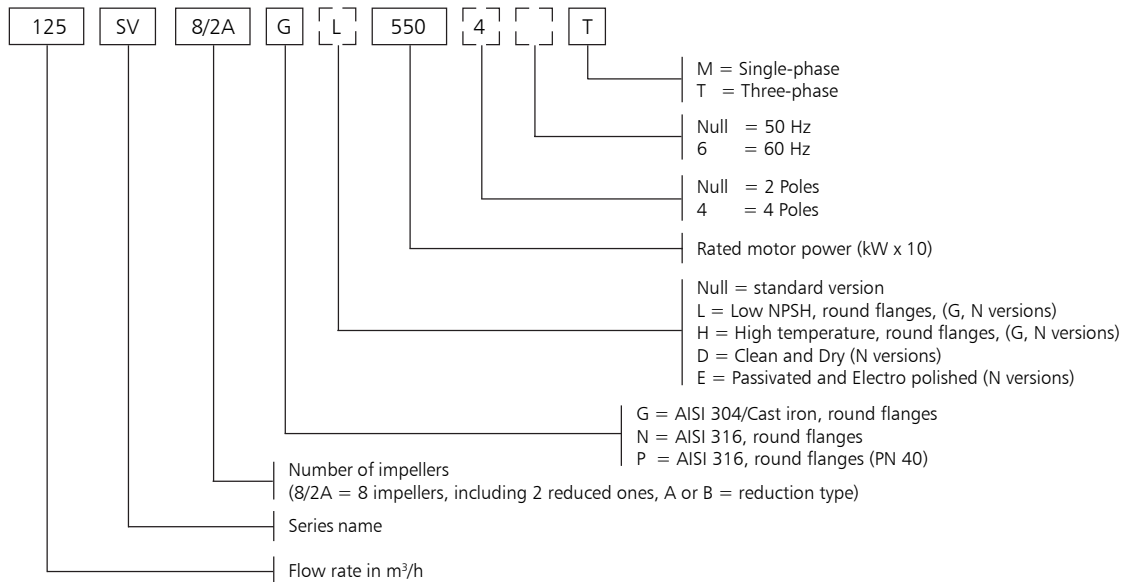 125 SV 8/2A G L 550 4 T
M = Single-phase
T = Three-phase
Null = 50 Hz
6 = 60 Hz
Null = 2 Poles
4 = 4 Poles
Rated motor power (kW x 10)
Null = standard version
L = Low NPSH, round flanges, (G, N versions)
H = High temperature, round flanges, (G, N versions)
D = Clean and Dry (N versions)
E = Passivated and Electro polished (N versions)
G = AISI 304/Cast iron, round flanges
N = AISI 316, round flanges
P = AISI 316, round flanges (PN 40)
Number of impellers
(8/2A = 8 impellers, including 2 reduced ones, A or B = reduction type)
Series name
Flow rate in m³/h